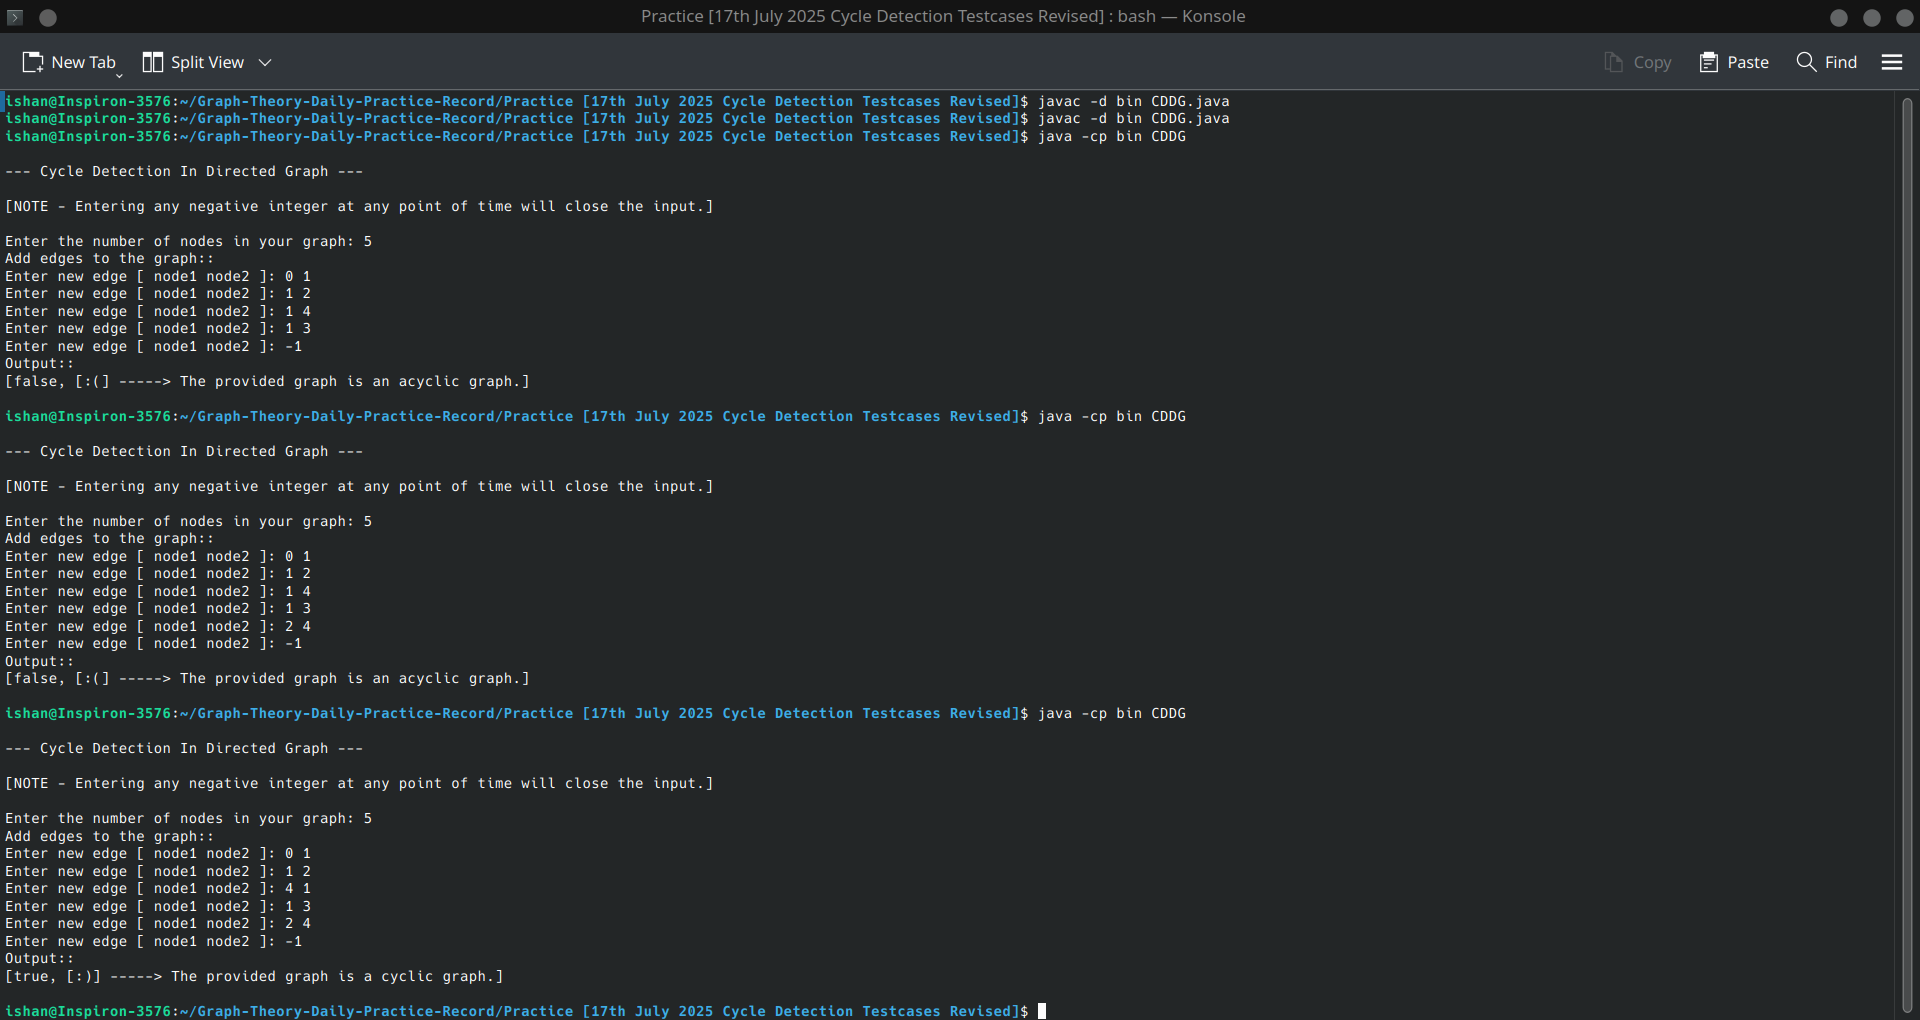 Practice [17th July 2025 Cycle Detection Testcases Revised] : bash — Konsole
New Tab Split View Copy Paste Find
ishan@Inspiron-3576:~/Graph-Theory-Daily-Practice-Record/Practice [17th July 2025 Cycle Detection Testcases Revised]$ javac -d bin CDDG.java
ishan@Inspiron-3576:~/Graph-Theory-Daily-Practice-Record/Practice [17th July 2025 Cycle Detection Testcases Revised]$ javac -d bin CDDG.java
ishan@Inspiron-3576:~/Graph-Theory-Daily-Practice-Record/Practice [17th July 2025 Cycle Detection Testcases Revised]$ java -cp bin CDDG
--- Cycle Detection In Directed Graph ---
[NOTE - Entering any negative integer at any point of time will close the input.]
Enter the number of nodes in your graph: 5
Add edges to the graph::
Enter new edge [ node1 node2 ]: 0 1
Enter new edge [ node1 node2 ]: 1 2
Enter new edge [ node1 node2 ]: 1 4
Enter new edge [ node1 node2 ]: 1 3
Enter new edge [ node1 node2 ]: -1
Output::
[false, [:(] -----> The provided graph is an acyclic graph.]
ishan@Inspiron-3576:~/Graph-Theory-Daily-Practice-Record/Practice [17th July 2025 Cycle Detection Testcases Revised]$ java -cp bin CDDG
--- Cycle Detection In Directed Graph ---
[NOTE - Entering any negative integer at any point of time will close the input.]
Enter the number of nodes in your graph: 5
Add edges to the graph::
Enter new edge [ node1 node2 ]: 0 1
Enter new edge [ node1 node2 ]: 1 2
Enter new edge [ node1 node2 ]: 1 4
Enter new edge [ node1 node2 ]: 1 3
Enter new edge [ node1 node2 ]: 2 4
Enter new edge [ node1 node2 ]: -1
Output::
[false, [:(] -----> The provided graph is an acyclic graph.]
ishan@Inspiron-3576:~/Graph-Theory-Daily-Practice-Record/Practice [17th July 2025 Cycle Detection Testcases Revised]$ java -cp bin CDDG
--- Cycle Detection In Directed Graph ---
[NOTE - Entering any negative integer at any point of time will close the input.]
Enter the number of nodes in your graph: 5
Add edges to the graph::
Enter new edge [ node1 node2 ]: 0 1
Enter new edge [ node1 node2 ]: 1 2
Enter new edge [ node1 node2 ]: 4 1
Enter new edge [ node1 node2 ]: 1 3
Enter new edge [ node1 node2 ]: 2 4
Enter new edge [ node1 node2 ]: -1
Output::
[true, [:)] -----> The provided graph is a cyclic graph.]
ishan@Inspiron-3576:~/Graph-Theory-Daily-Practice-Record/Practice [17th July 2025 Cycle Detection Testcases Revised]$